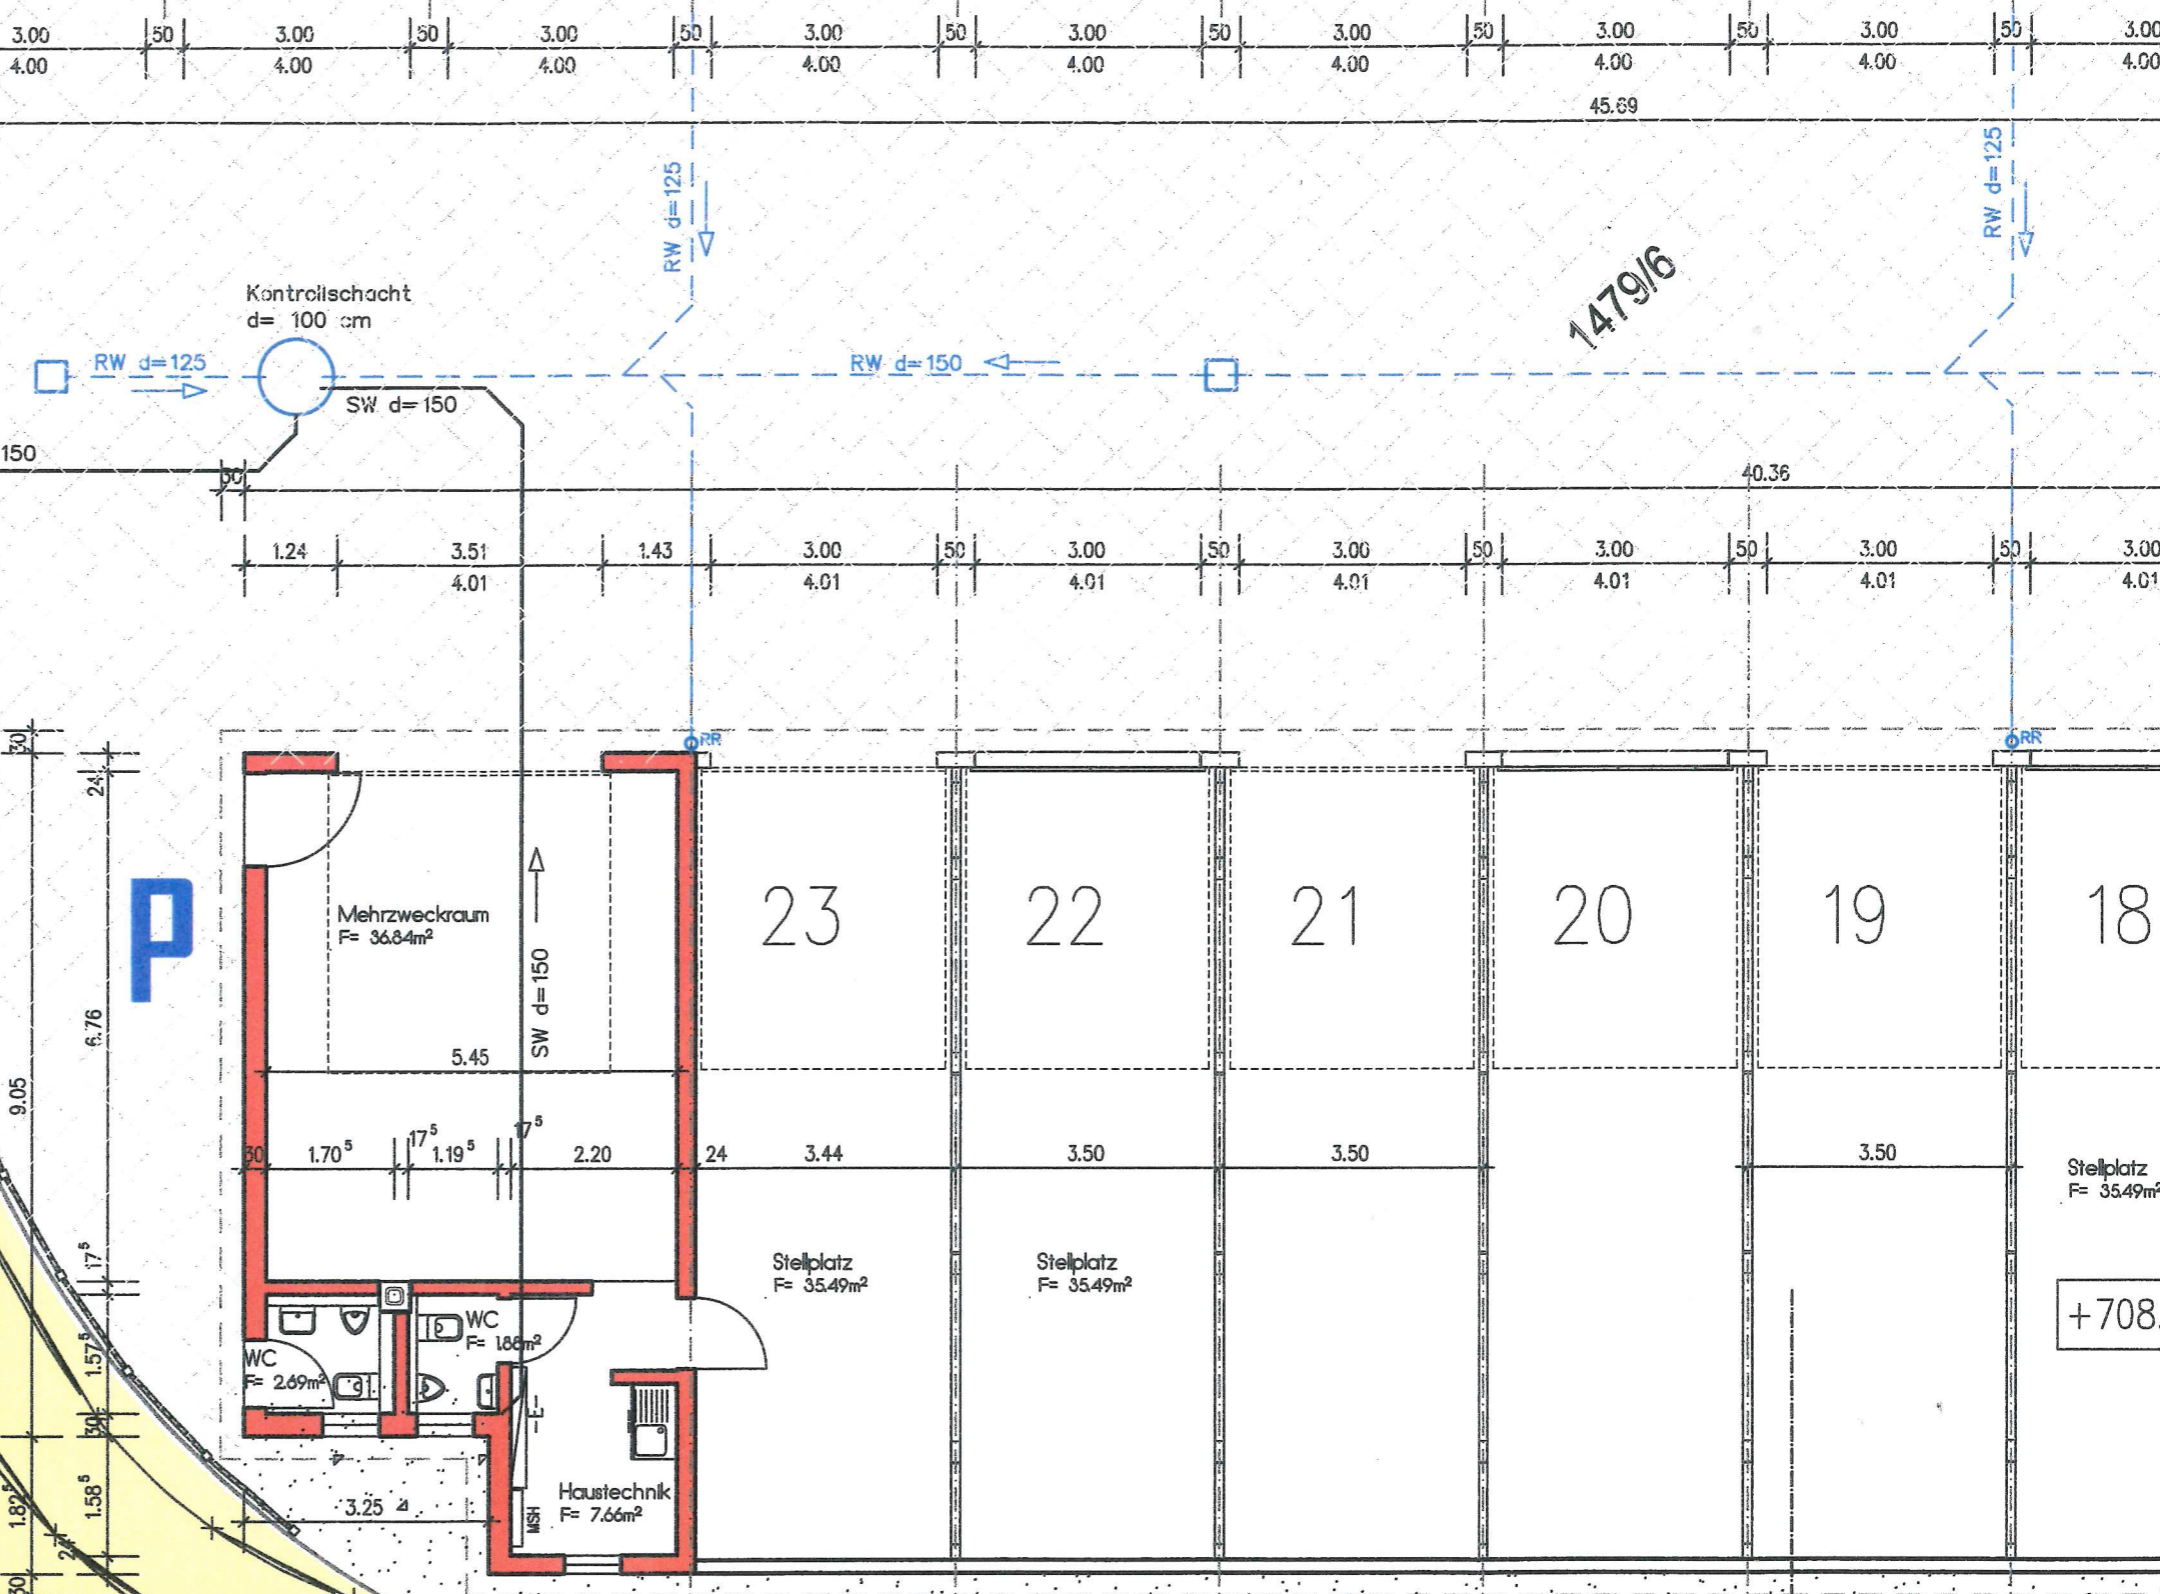 3.00 50 3.00 50 3.00 50 3.00 50 3.00 50 3.00 50 3.00 50 3.00 50 3.00
4.00 4.00 4.00 4.00 4.00 4.00 4.00 4.00 4.00
45.69
RW d=125
RW d=125
1479/6
Kontrollschacht
d= 100 cm
RW d=125
RW d=150
SW d=150
150
30
40.36
1.24 3.51 1.43 3.00 50 3.00 50 3.00 50 3.00 50 3.00 50 3.00
4.01 4.01 4.01 4.01 4.01 4.01 4.01
RR
RR
30
24
P
Mehrzweckraum
F= 36.84m²
23
22
21
20
19
18
SW d=150
6.76
9.05
5.45
17⁵
17⁵
30 1.70⁵ 1.19⁵ 2.20 24 3.44 3.50 3.50 3.50
Stellplatz
F= 35.49m²
Stellplatz
F= 35.49m²
Stellplatz
F= 35.49m²
17⁵
+708.
WC
F= 1.88m²
WC
F= 2.69m²
1.57⁵
30
-E-
MSH
Haustechnik
F= 7.66m²
3.25
1.82⁵
1.58⁵
24
30